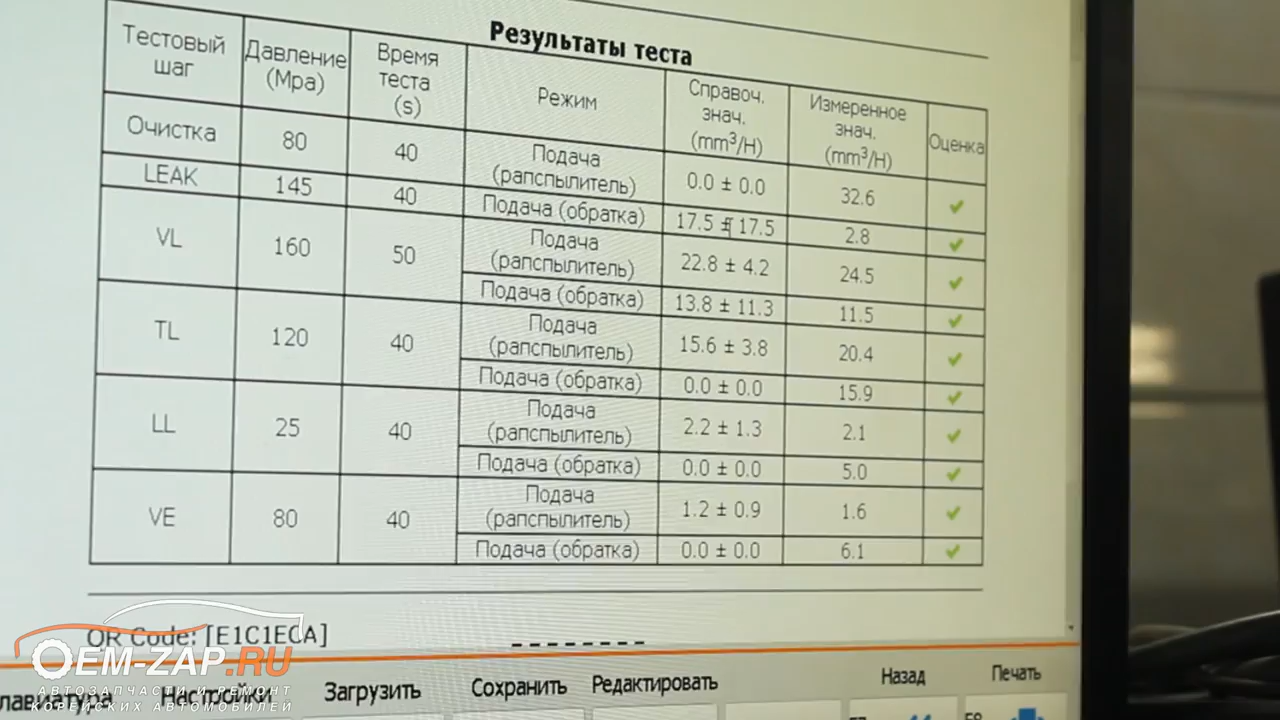 Результаты теста
Тестовый шаг | Давление (Mpa) | Время теста (s) | Режим | Справоч. знач. (mm³/H) | Измеренное знач. (mm³/H) | Оценка
Очистка | 80 | 40 | Подача (рапспылитель) | 0.0 ± 0.0 | 32.6 | ✔
LEAK | 145 | 40 | Подача (обратка) | 17.5 ± 17.5 | 2.8 | ✔
VL | 160 | 50 | Подача (рапспылитель) | 22.8 ± 4.2 | 24.5 | ✔
Подача (обратка) | 13.8 ± 11.3 | 11.5 | ✔
TL | 120 | 40 | Подача (рапспылитель) | 15.6 ± 3.8 | 20.4 | ✔
Подача (обратка) | 0.0 ± 0.0 | 15.9 | ✔
LL | 25 | 40 | Подача (рапспылитель) | 2.2 ± 1.3 | 2.1 | ✔
Подача (обратка) | 0.0 ± 0.0 | 5.0 | ✔
VE | 80 | 40 | Подача (рапспылитель) | 1.2 ± 0.9 | 1.6 | ✔
Подача (обратка) | 0.0 ± 0.0 | 6.1 | ✔
QR Code: [E1C1ECA]
OEM-ZAP.RU
АВТОЗАПЧАСТИ И РЕМОНТ
КОРЕЙСКИХ АВТОМОБИЛЕЙ
лавиатура Настройки Загрузить Сохранить Редактировать Назад Печать